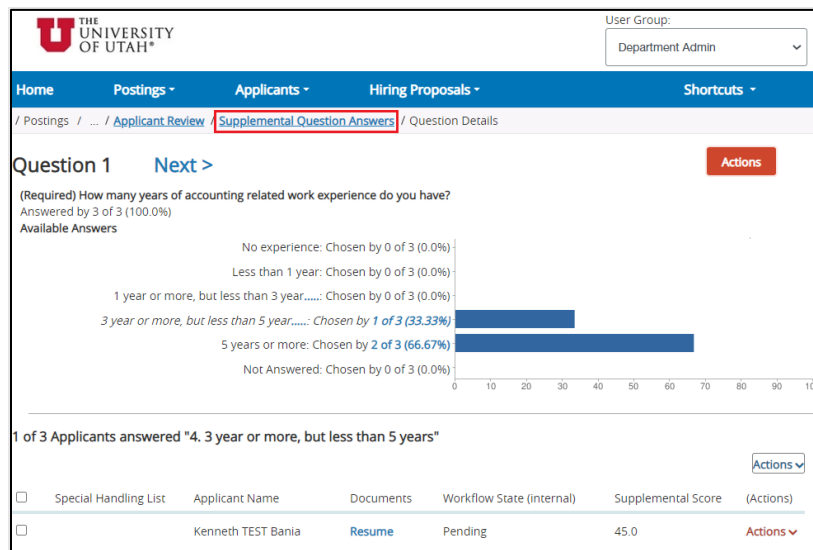 THE
UNIVERSITY
OF UTAH®
User Group:
Department Admin
Home Postings Applicants Hiring Proposals Shortcuts
/ Postings / ... / Applicant Review / Supplemental Question Answers / Question Details
Question 1 Next > Actions
(Required) How many years of accounting related work experience do you have?
Answered by 3 of 3 (100.0%)
Available Answers
No experience: Chosen by 0 of 3 (0.0%)
Less than 1 year: Chosen by 0 of 3 (0.0%)
1 year or more, but less than 3 year.....: Chosen by 0 of 3 (0.0%)
3 year or more, but less than 5 year.....: Chosen by 1 of 3 (33.33%)
5 years or more: Chosen by 2 of 3 (66.67%)
Not Answered: Chosen by 0 of 3 (0.0%)
0 10 20 30 40 50 60 70 80 90 10
1 of 3 Applicants answered "4. 3 year or more, but less than 5 years"
Actions
Special Handling List Applicant Name Documents Workflow State (internal) Supplemental Score (Actions)
Kenneth TEST Bania Resume Pending 45.0 Actions